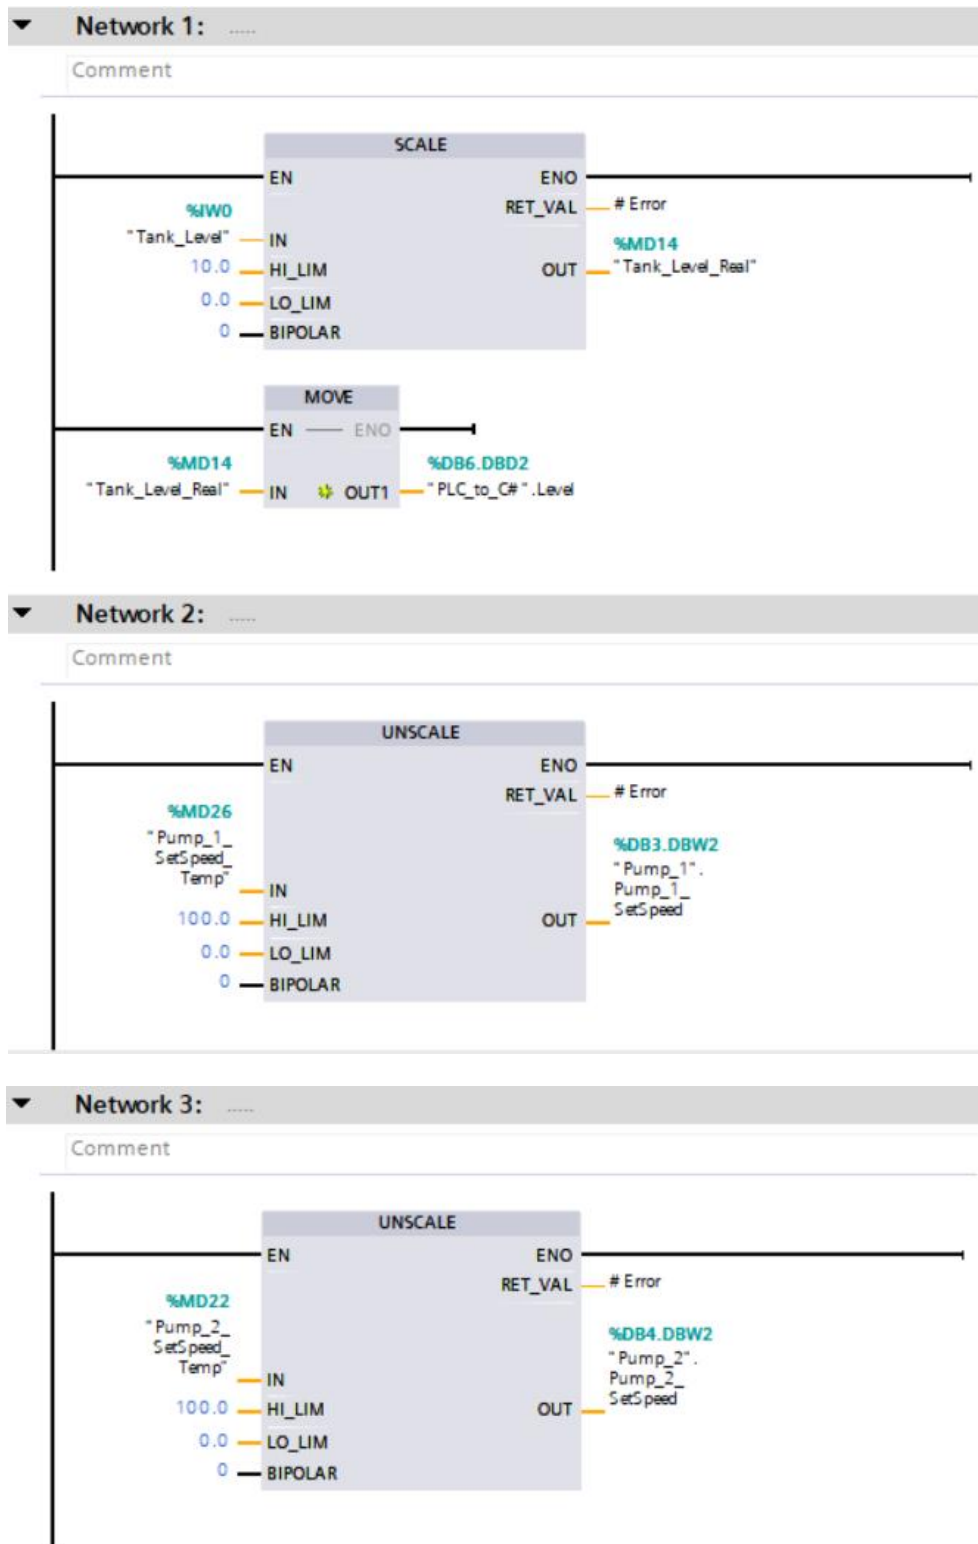 Network 1: .....
Comment
SCALE
EN ENO
RET_VAL # Error
%IW0
"Tank_Level" IN
%MD14
10.0 HI_LIM OUT "Tank_Level_Real"
0.0 LO_LIM
0 BIPOLAR
MOVE
EN ENO
%MD14 %DB6.DBD2
"Tank_Level_Real" IN OUT1 "PLC_to_C#".Level
Network 2: .....
Comment
UNSCALE
EN ENO
RET_VAL # Error
%MD26
"Pump_1_
SetSpeed_
Temp"
IN
%DB3.DBW2
"Pump_1".
Pump_1_
SetSpeed
100.0 HI_LIM OUT
0.0 LO_LIM
0 BIPOLAR
Network 3: .....
Comment
UNSCALE
EN ENO
RET_VAL # Error
%MD22
"Pump_2_
SetSpeed_
Temp"
IN
%DB4.DBW2
"Pump_2".
Pump_2_
SetSpeed
100.0 HI_LIM OUT
0.0 LO_LIM
0 BIPOLAR